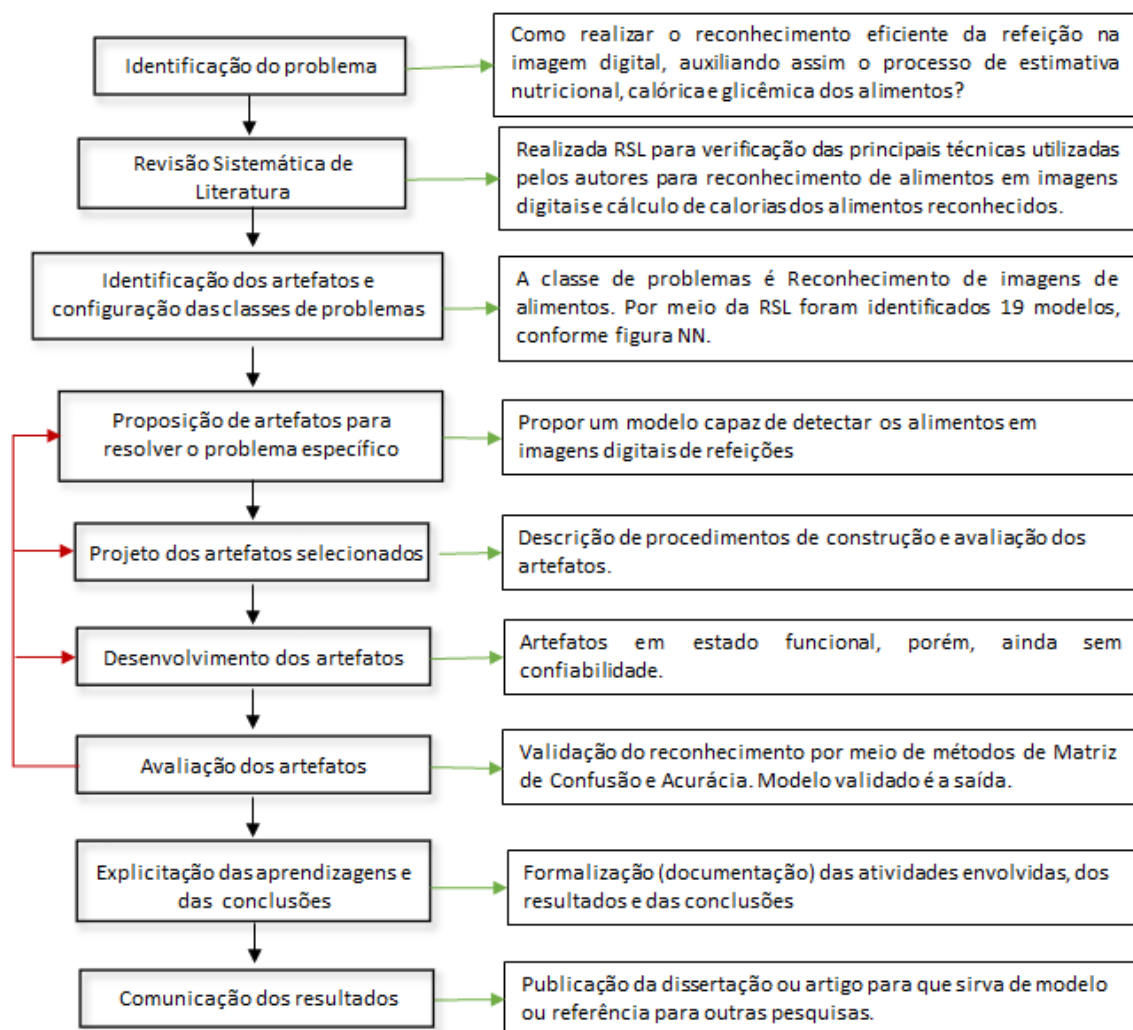 Identificação do problema
Como realizar o reconhecimento eficiente da refeição na
imagem digital, auxiliando assim o processo de estimativa
nutricional, calórica e glicêmica dos alimentos?
Revisão Sistemática de
Literatura
Realizada RSL para verificação das principais técnicas utilizadas
pelos autores para reconhecimento de alimentos em imagens
digitais e cálculo de calorias dos alimentos reconhecidos.
Identificação dos artefatos e
configuração das classes de problemas
A classe de problemas é Reconhecimento de imagens de
alimentos. Por meio da RSL foram identificados 19 modelos,
conforme figura NN.
Proposição de artefatos para
resolver o problema específico
Propor um modelo capaz de detectar os alimentos em
imagens digitais de refeições
Projeto dos artefatos selecionados
Descrição de procedimentos de construção e avaliação dos
artefatos.
Desenvolvimento dos artefatos
Artefatos em estado funcional, porém, ainda sem
confiabilidade.
Avaliação dos artefatos
Validação do reconhecimento por meio de métodos de Matriz
de Confusão e Acurácia. Modelo validado é a saída.
Explicitação das aprendizagens e
das conclusões
Formalização (documentação) das atividades envolvidas, dos
resultados e das conclusões
Comunicação dos resultados
Publicação da dissertação ou artigo para que sirva de modelo
ou referência para outras pesquisas.